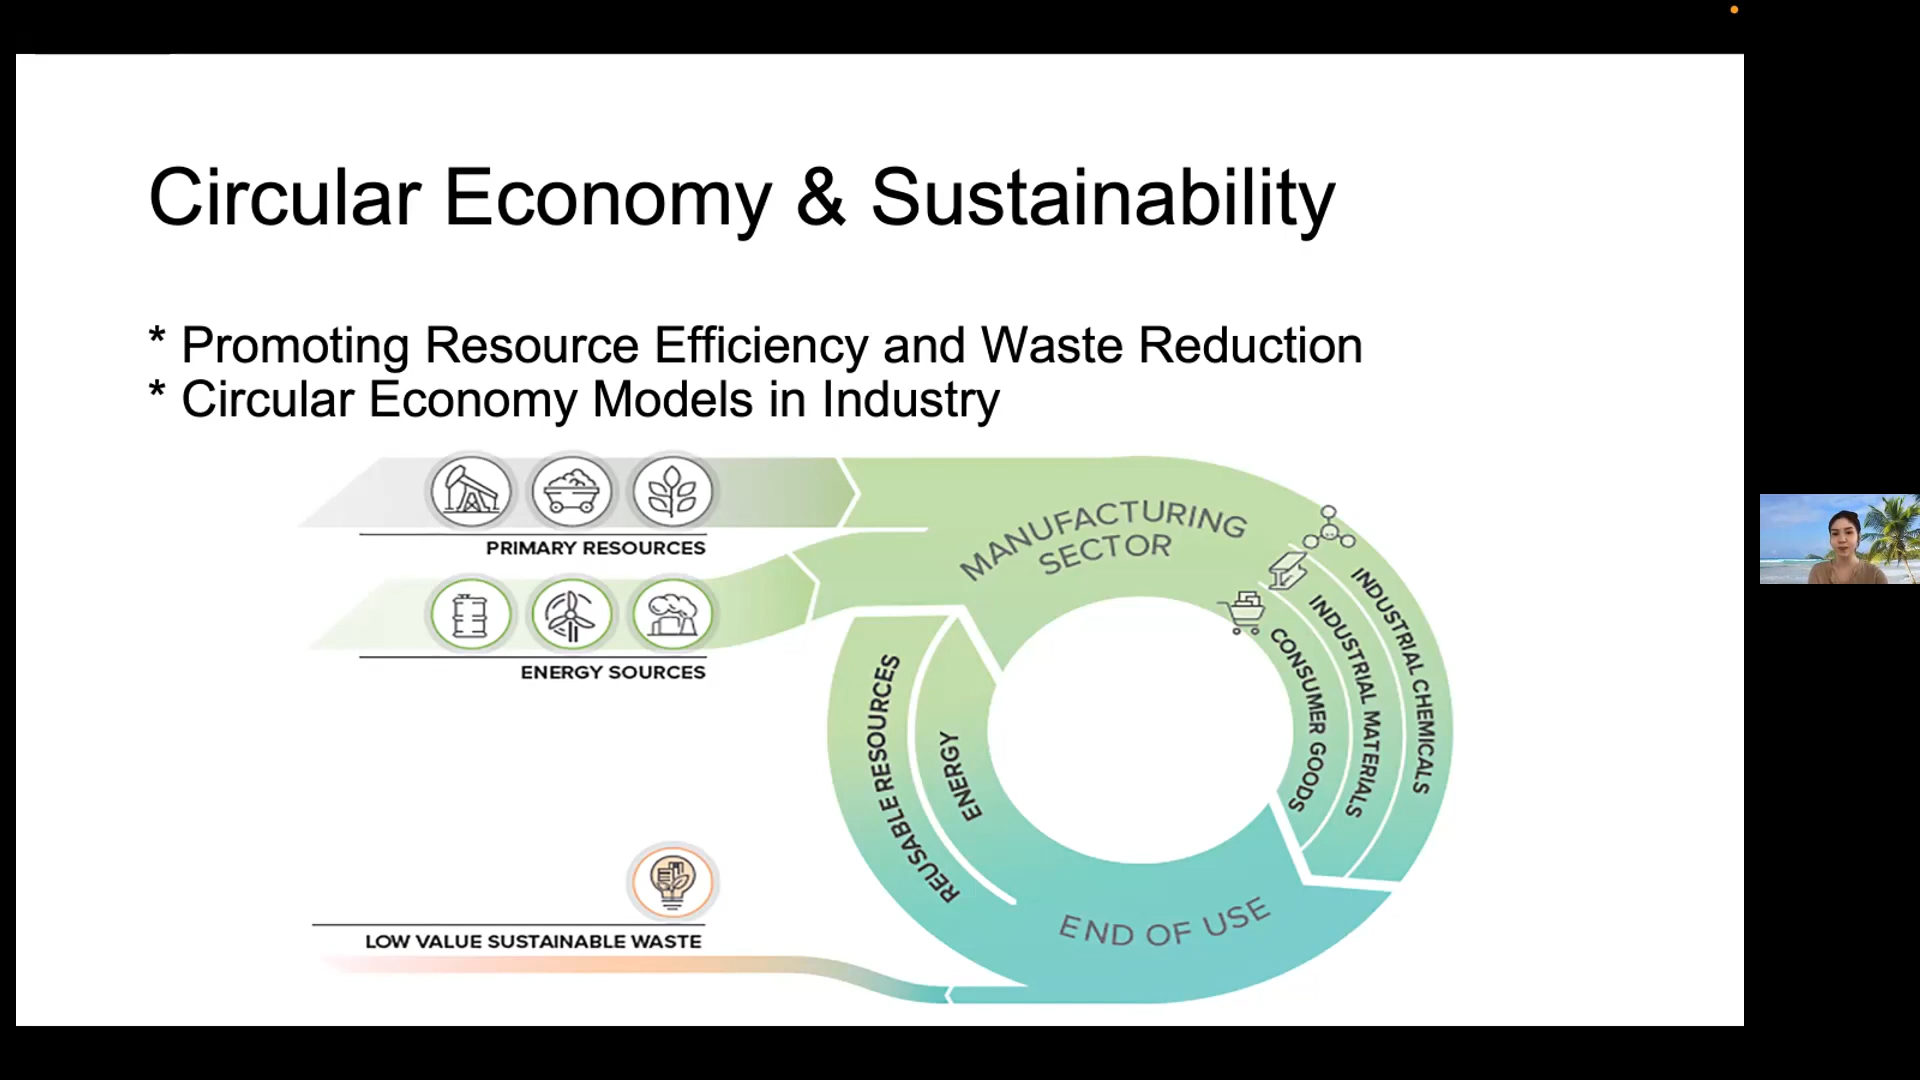 Circular Economy & Sustainability
* Promoting Resource Efficiency and Waste Reduction
* Circular Economy Models in Industry
PRIMARY RESOURCES
ENERGY SOURCES
MANUFACTURING
SECTOR
INDUSTRIAL CHEMICALS
INDUSTRIAL MATERIALS
CONSUMER GOODS
REUSABLE RESOURCES
ENERGY
END OF USE
LOW VALUE SUSTAINABLE WASTE